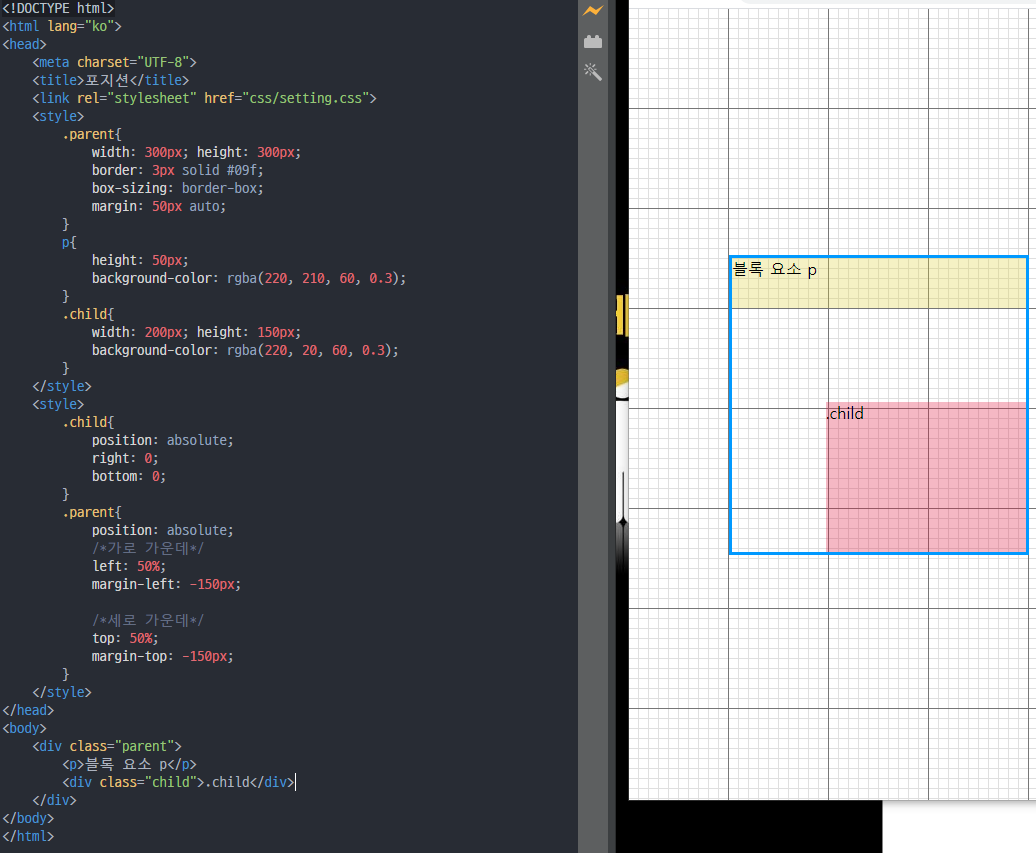 <!DOCTYPE html>
<html lang="ko">
<head>
    <meta charset="UTF-8">
    <title>포지션</title>
    <link rel="stylesheet" href="css/setting.css">
    <style>
        .parent{
            width: 300px; height: 300px;
            border: 3px solid #09f;
            box-sizing: border-box;
            margin: 50px auto;
        }
        p{
            height: 50px;
            background-color: rgba(220, 210, 60, 0.3);
        }
        .child{
            width: 200px; height: 150px;
            background-color: rgba(220, 20, 60, 0.3);
        }
    </style>
    <style>
        .child{
            position: absolute;
            right: 0;
            bottom: 0;
        }
        .parent{
            position: absolute;
            /*가로 가운데*/
            left: 50%;
            margin-left: -150px;

            /*세로 가운데*/
            top: 50%;
            margin-top: -150px;
        }
    </style>
</head>
<body>
    <div class="parent">
        <p>블록 요소 p</p>
        <div class="child">.child</div>
    </div>
</body>
</html>
블록 요소 p
.child